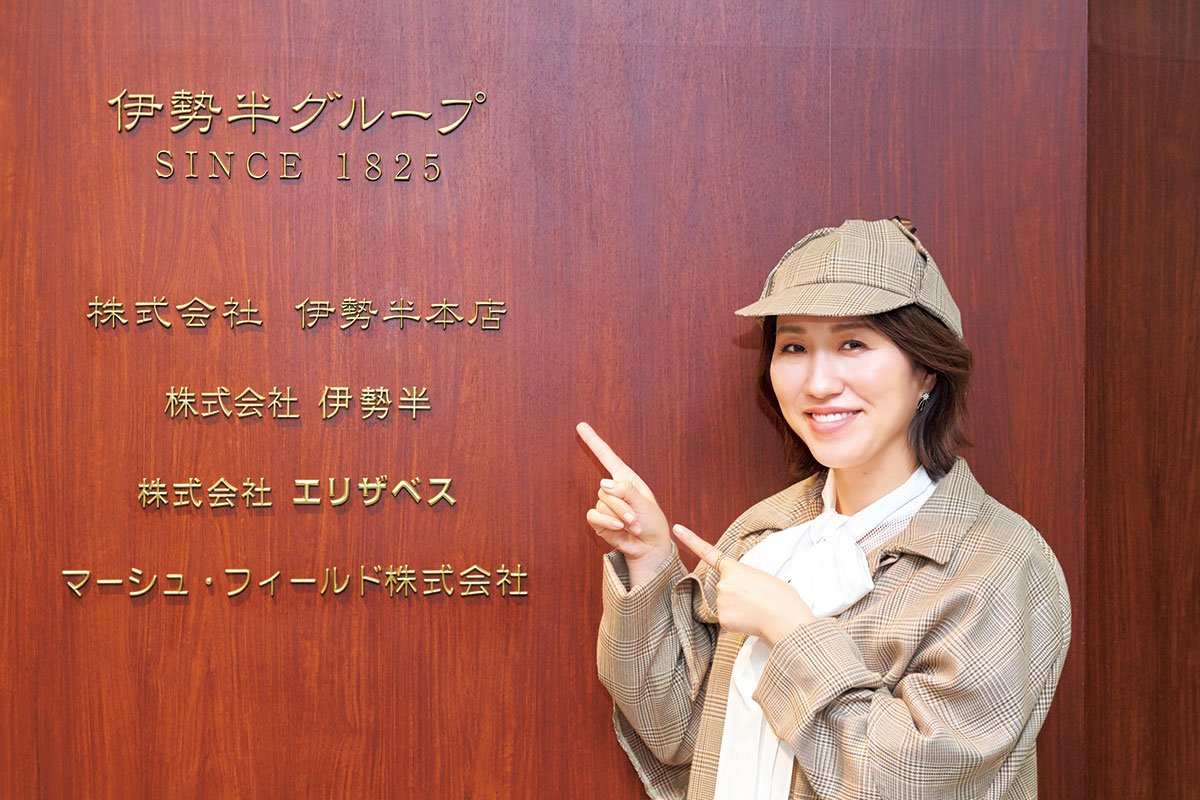 伊勢半グループ
SINCE 1825
株式会社 伊勢半本店
株式会社 伊勢半
株式会社 エリザベス
マーシュ・フィールド株式会社